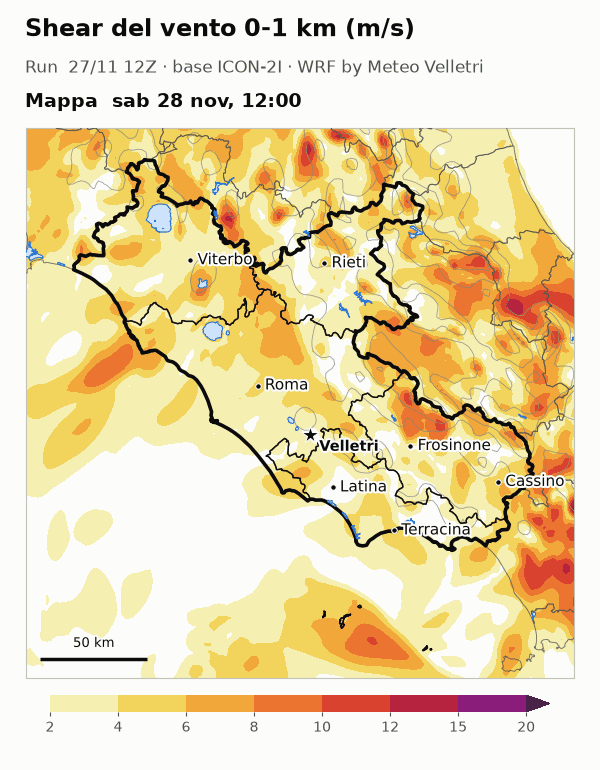 Shear del vento 0-1 km (m/s)
Run 27/11 12Z · base ICON-2I · WRF by Meteo Velletri
Mappa sab 28 nov, 12:00
Viterbo
Rieti
Roma
Velletri
Frosinone
Cassino
Latina
Terracina
50 km
2 4 6 8 10 12 15 20